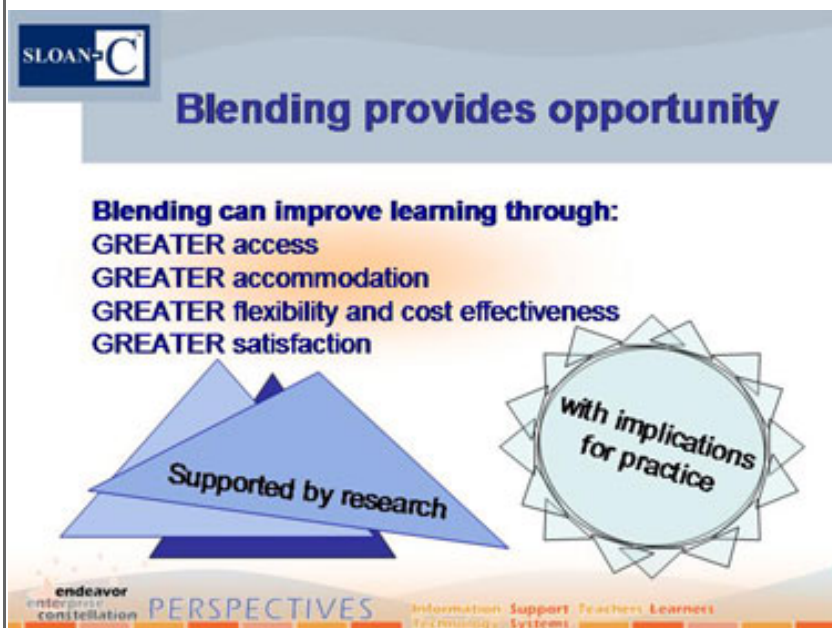 SLOAN-C
Blending provides opportunity
Blending can improve learning through:
GREATER access
GREATER accommodation
GREATER flexibility and cost effectiveness
GREATER satisfaction
Supported by research
with implications
for practice
endeavor
enterprise
constellation
PERSPECTIVES
Information Support Teachers Learners
Technology Systems